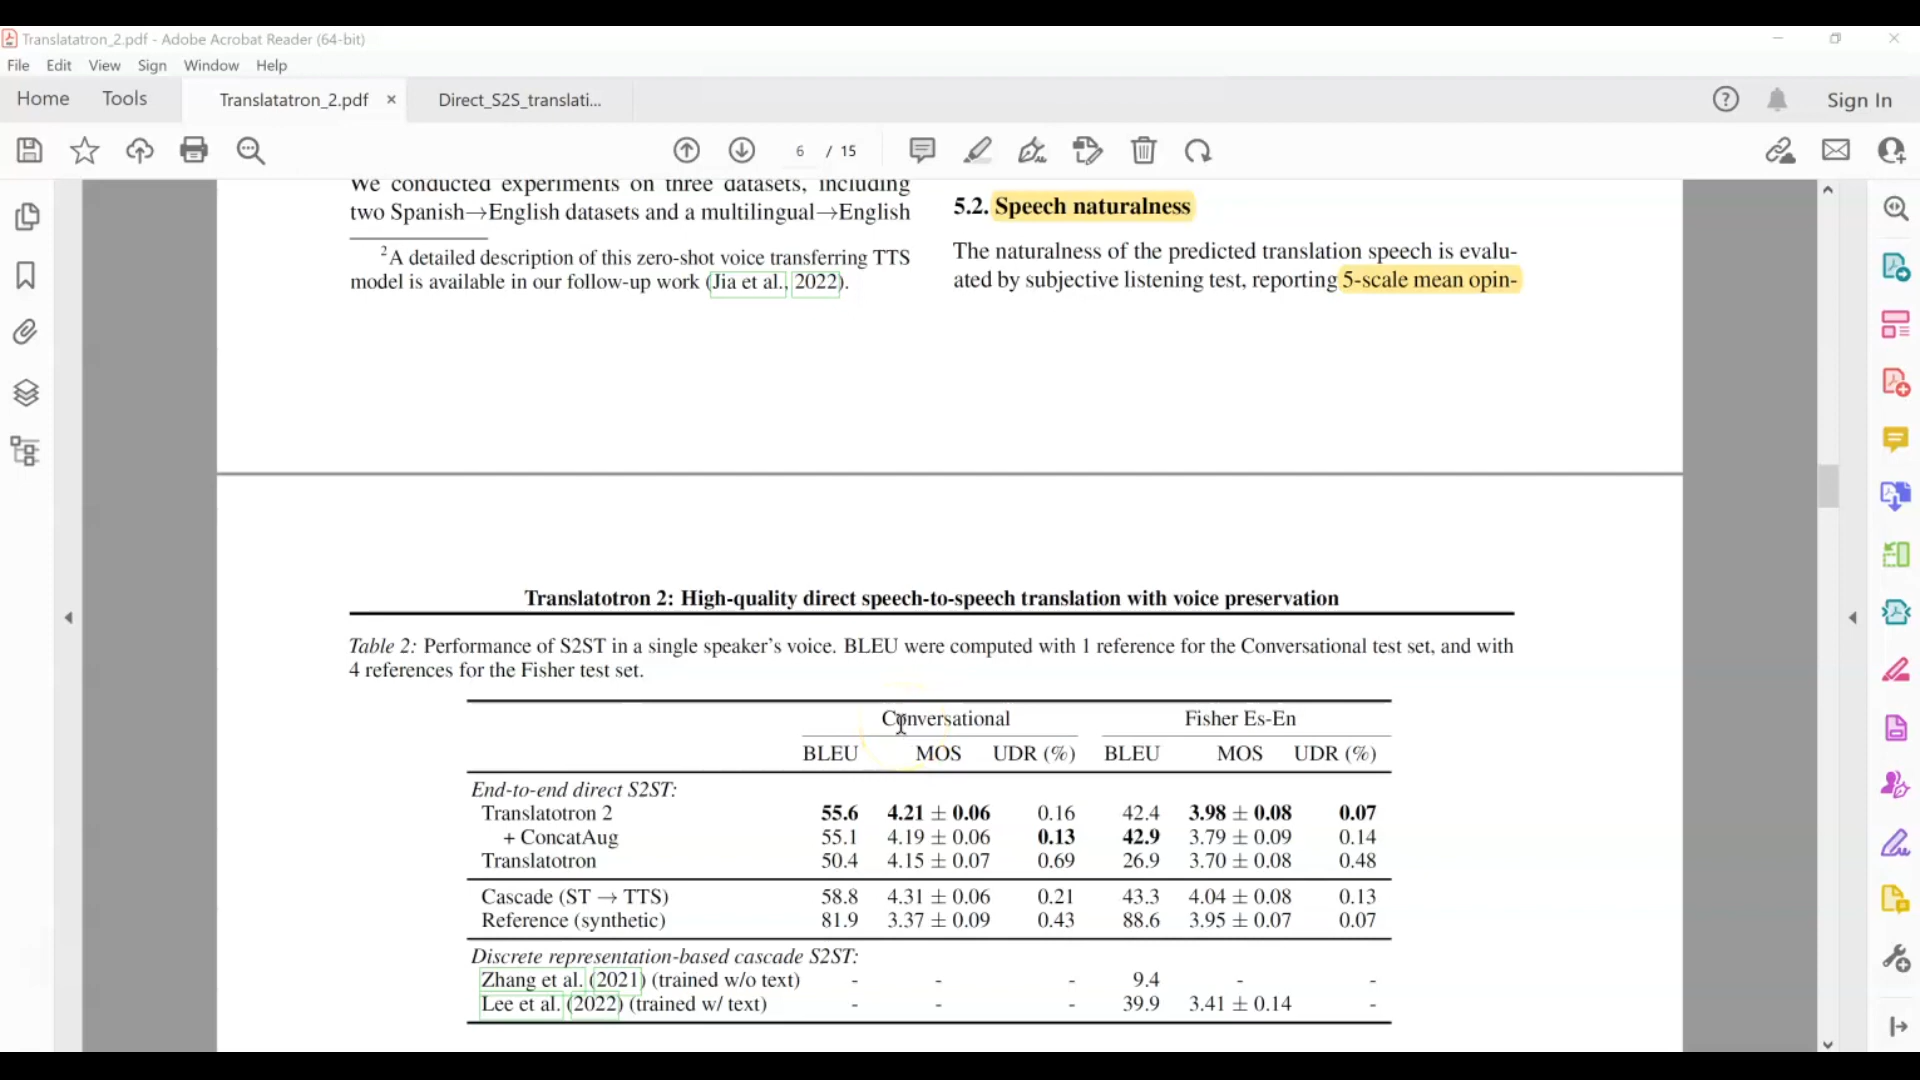 Translatatron_2.pdf - Adobe Acrobat Reader (64-bit)
File Edit View Sign Window Help
Home Tools Translatatron_2.pdf × Direct_S2S_translati... Sign In
6 / 15
We conducted experiments on three datasets, including
two Spanish→English datasets and a multilingual→English
2A detailed description of this zero-shot voice transferring TTS
model is available in our follow-up work (Jia et al., 2022).
5.2. Speech naturalness
The naturalness of the predicted translation speech is evalu-
ated by subjective listening test, reporting 5-scale mean opin-
Translatotron 2: High-quality direct speech-to-speech translation with voice preservation
Table 2: Performance of S2ST in a single speaker's voice. BLEU were computed with 1 reference for the Conversational test set, and with
4 references for the Fisher test set.
Conversational Fisher Es-En
BLEU MOS UDR (%) BLEU MOS UDR (%)
End-to-end direct S2ST:
Translatotron 2 55.6 4.21 ± 0.06 0.16 42.4 3.98 ± 0.08 0.07
+ ConcatAug 55.1 4.19 ± 0.06 0.13 42.9 3.79 ± 0.09 0.14
Translatotron 50.4 4.15 ± 0.07 0.69 26.9 3.70 ± 0.08 0.48
Cascade (ST → TTS) 58.8 4.31 ± 0.06 0.21 43.3 4.04 ± 0.08 0.13
Reference (synthetic) 81.9 3.37 ± 0.09 0.43 88.6 3.95 ± 0.07 0.07
Discrete representation-based cascade S2ST:
Zhang et al. (2021) (trained w/o text) - - - 9.4 - -
Lee et al. (2022) (trained w/ text) - - - 39.9 3.41 ± 0.14 -